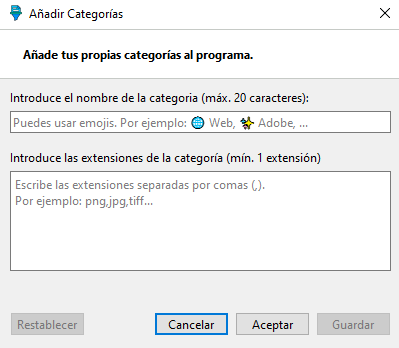 Añadir Categorías
Añade tus propias categorías al programa.
Introduce el nombre de la categoria (máx. 20 caracteres):
Puedes usar emojis. Por ejemplo: 🌐 Web, ✨ Adobe, ...
Introduce las extensiones de la categoría (mín. 1 extensión)
Escribe las extensiones separadas por comas (,).
Por ejemplo: png,jpg,tiff...
Restablecer
Cancelar
Aceptar
Guardar